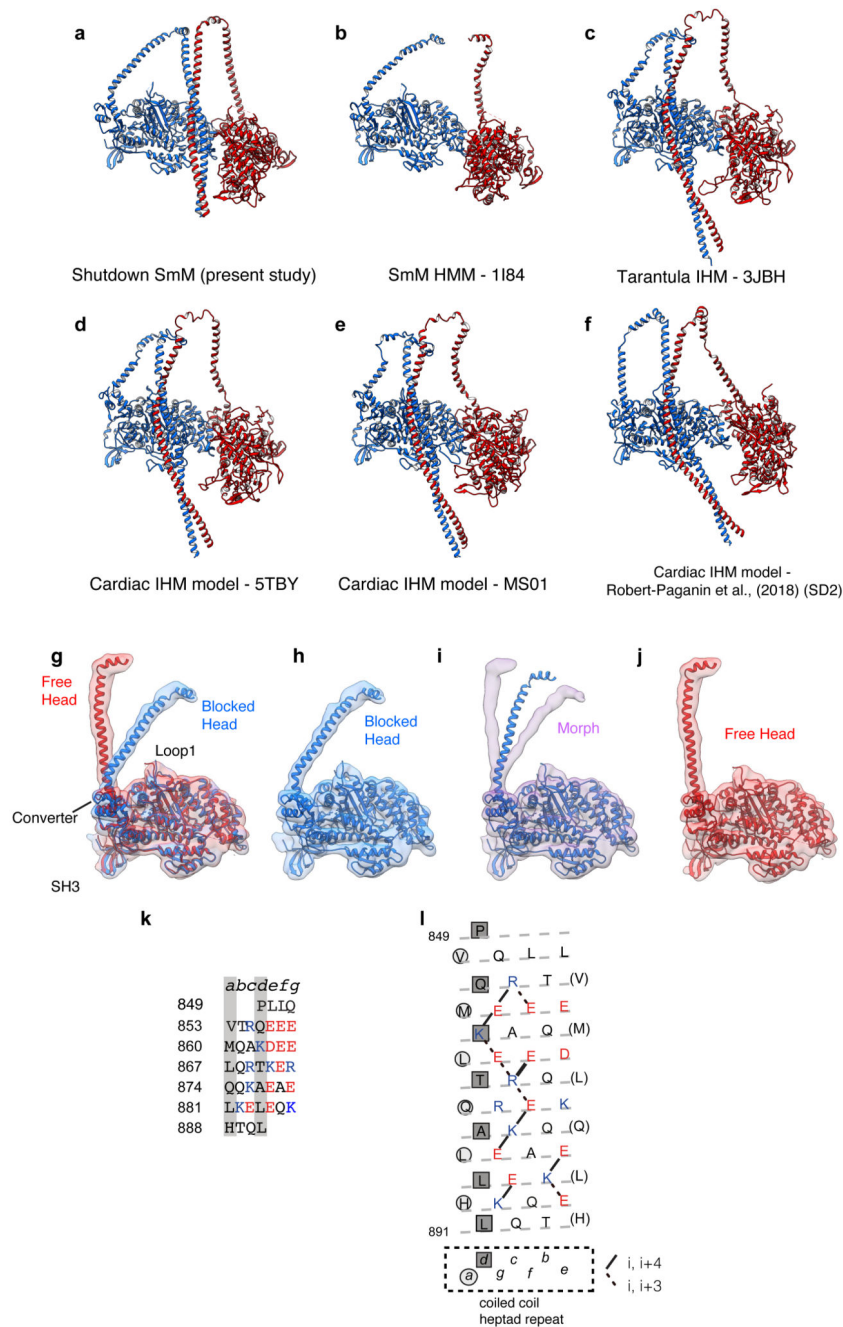 a
b
c
Shutdown SmM (present study)
SmM HMM - 1I84
Tarantula IHM - 3JBH
d
e
f
Cardiac IHM model - 5TBY
Cardiac IHM model - MS01
Cardiac IHM model -
Robert-Paganin et al., (2018) (SD2)
g
h
i
j
Free
Head
Blocked
Head
Loop1
Converter
SH3
Blocked
Head
Morph
Free Head
k
abcdefg
849 PLLQ
853 VTRQEEE
860 MQAKDEE
867 LQRTKER
874 QQKAEAE
881 LKELEQK
888 HTQL
l
849 P
V Q L L
Q R T (V)
M E E E
K A Q (M)
L E E D
T R Q (L)
Q R E K
A K Q (Q)
L E A E
L E K (L)
H K Q E
891 L Q T (H)
d c b
a g f e
i, i+4
i, i+3
coiled coil
heptad repeat